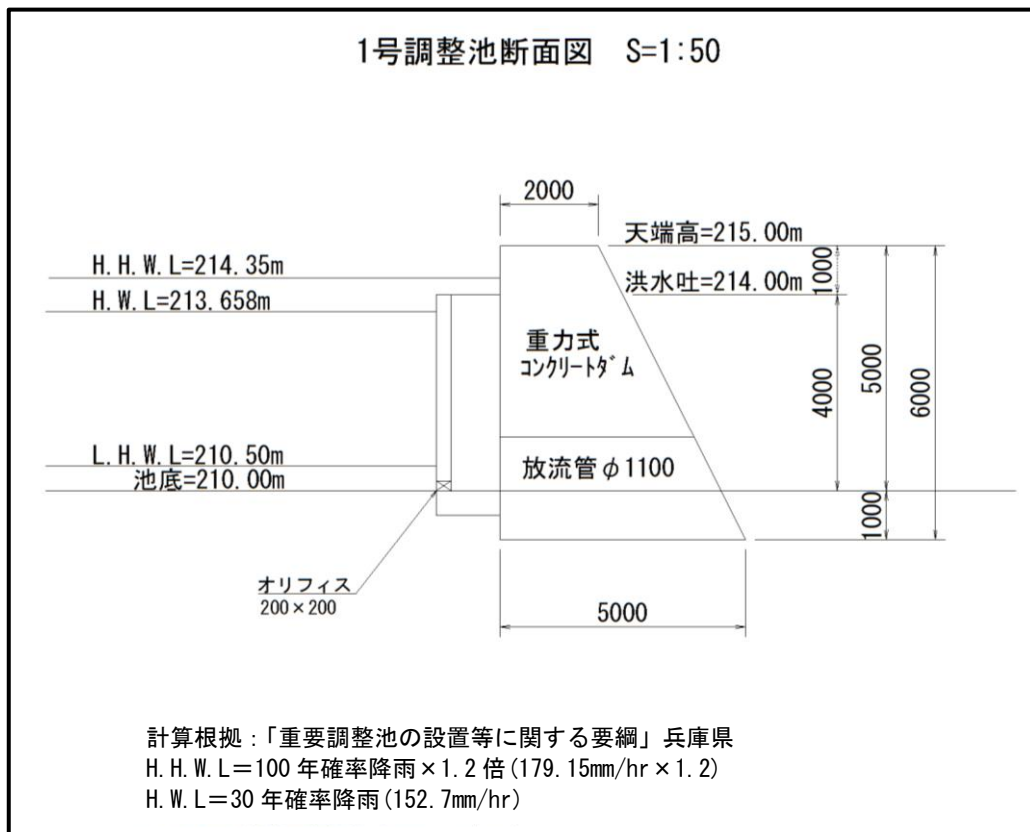 1号調整池断面図 S=1:50
2000
天端高=215.00m
H.H.W.L=214.35m
1000
洪水吐=214.00m
H.W.L=213.658m
重力式
コンクリートダム
4000
5000
6000
L.H.W.L=210.50m
放流管φ1100
池底=210.00m
1000
オリフィス
200×200
5000
計算根拠：「重要調整池の設置等に関する要綱」兵庫県
H.H.W.L＝100年確率降雨×1.2倍(179.15mm/hr×1.2)
H.W.L＝30年確率降雨(152.7mm/hr)